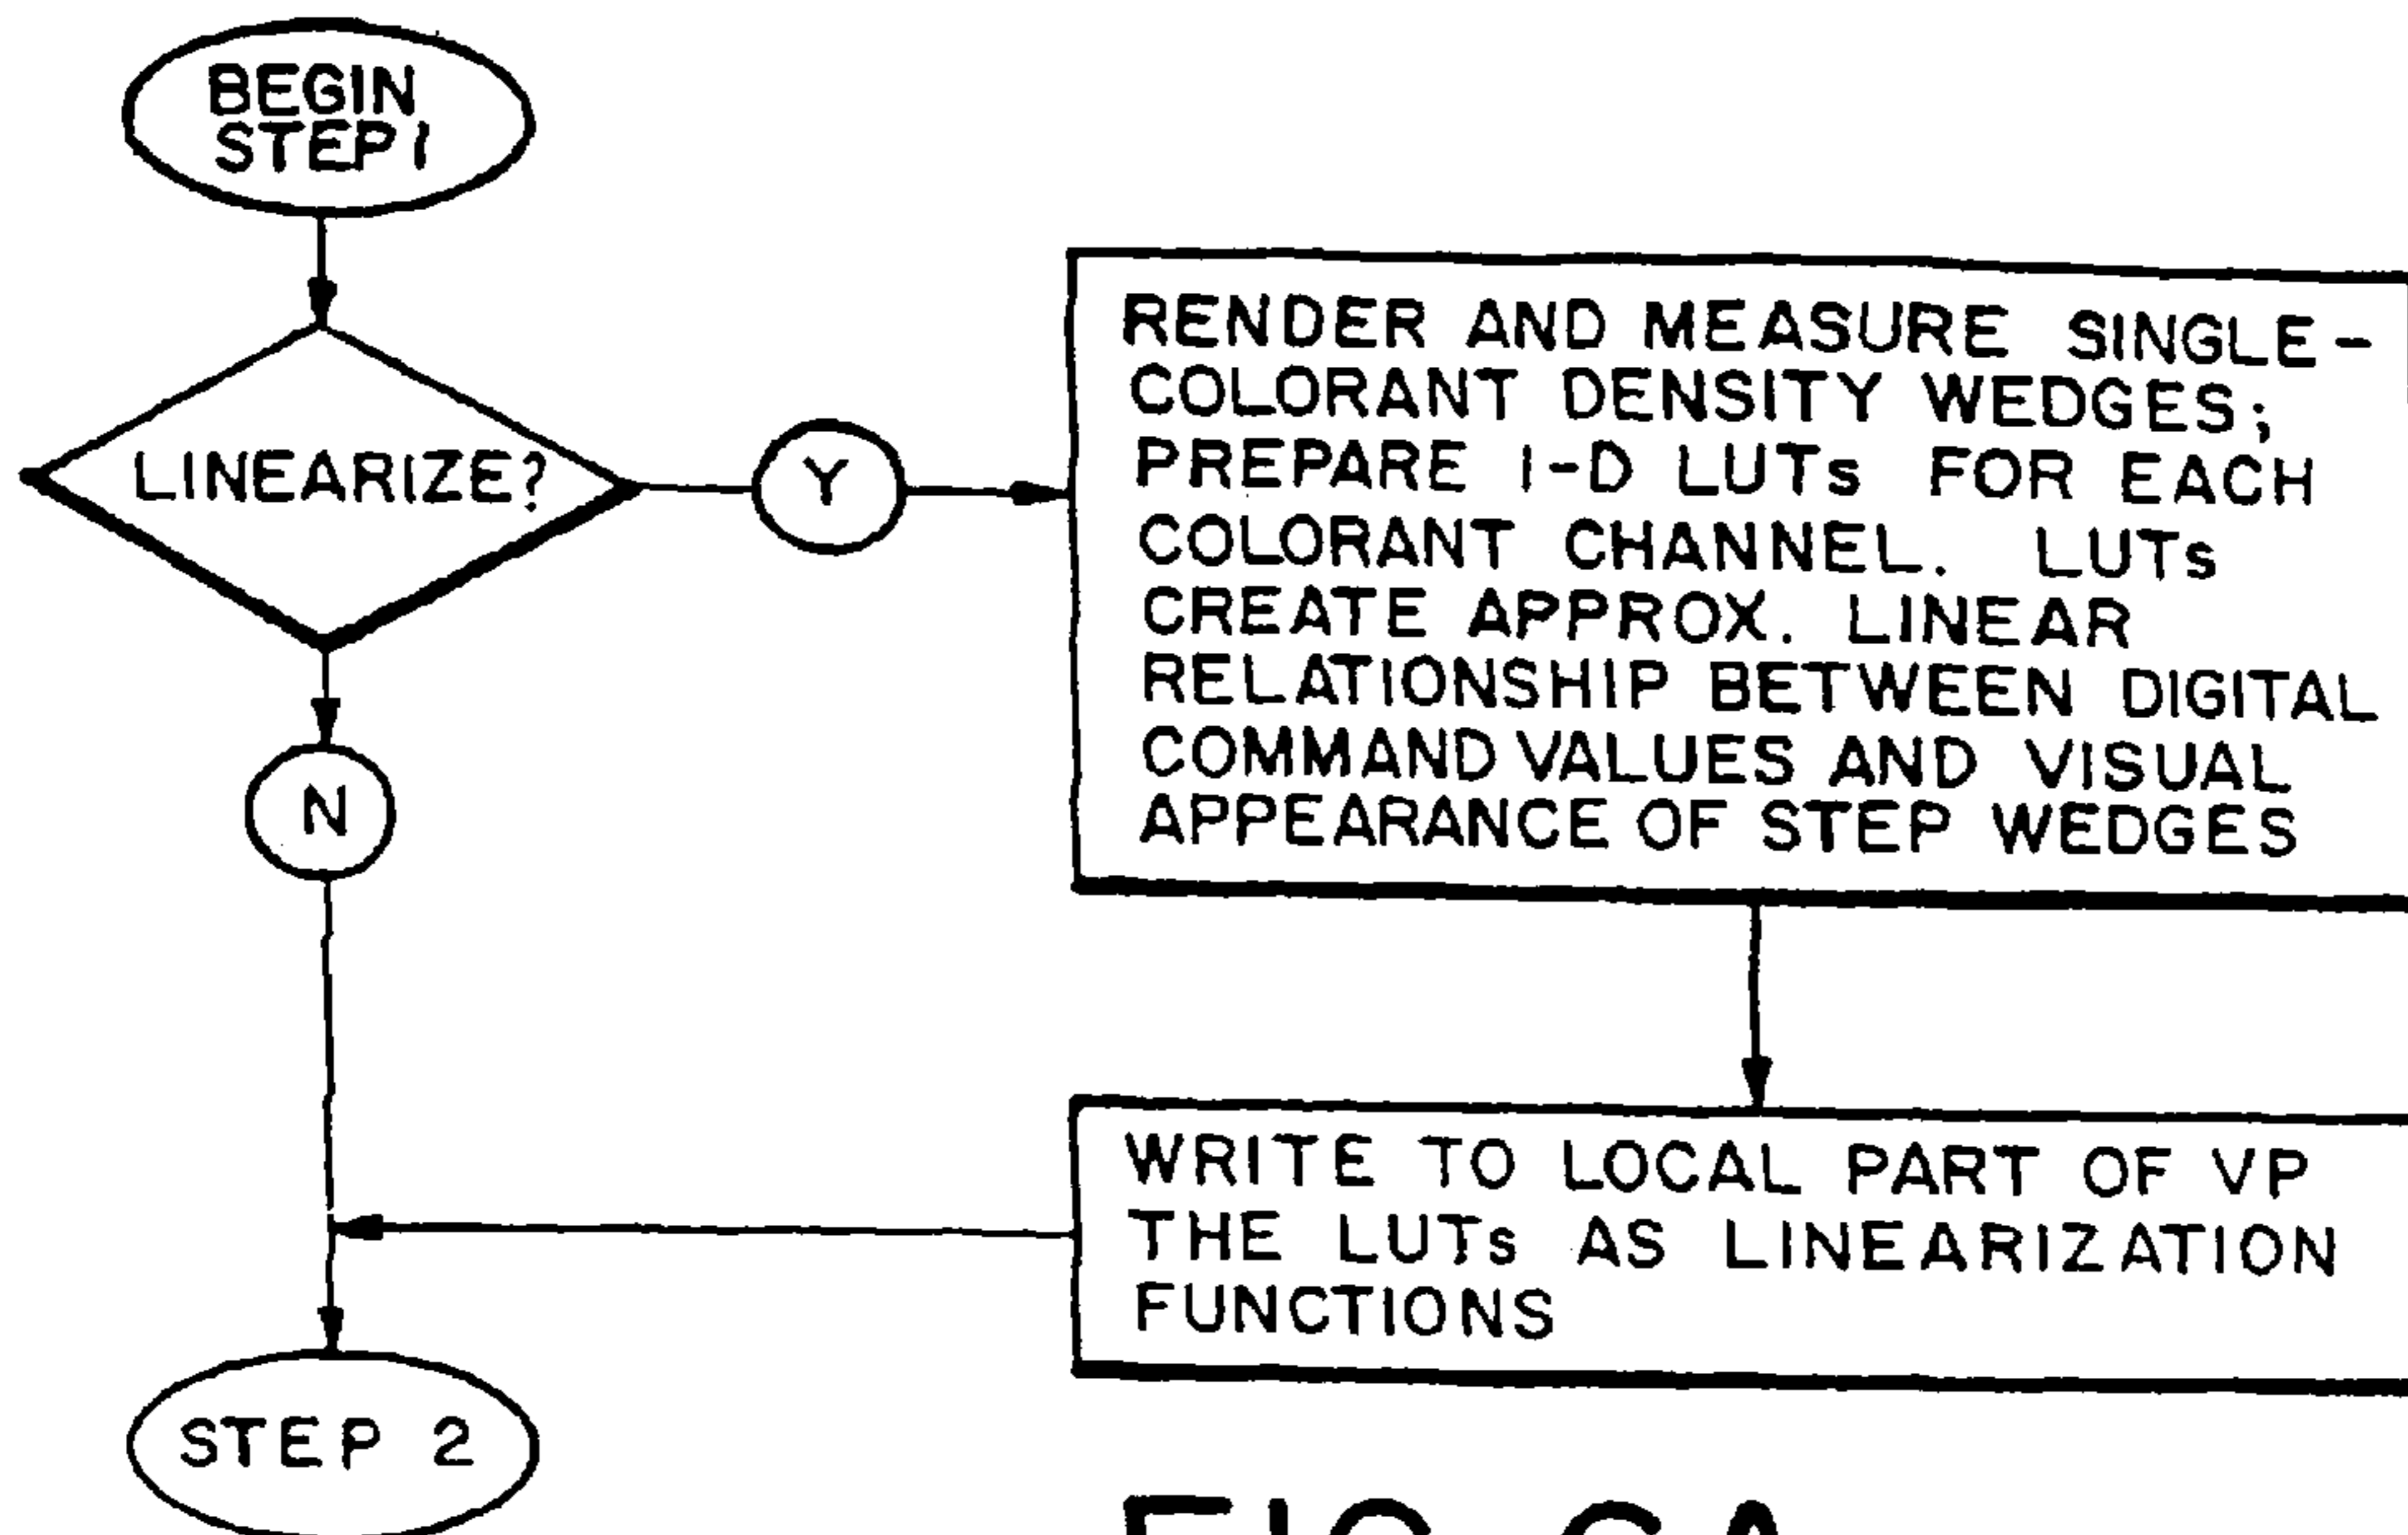 BEGIN
STEP 1
LINEARIZE?
Y
N
RENDER AND MEASURE SINGLE-
COLORANT DENSITY WEDGES;
PREPARE 1-D LUTs FOR EACH
COLORANT CHANNEL. LUTs
CREATE APPROX. LINEAR
RELATIONSHIP BETWEEN DIGITAL
COMMAND VALUES AND VISUAL
APPEARANCE OF STEP WEDGES
WRITE TO LOCAL PART OF VP
THE LUTs AS LINEARIZATION
FUNCTIONS
STEP 2